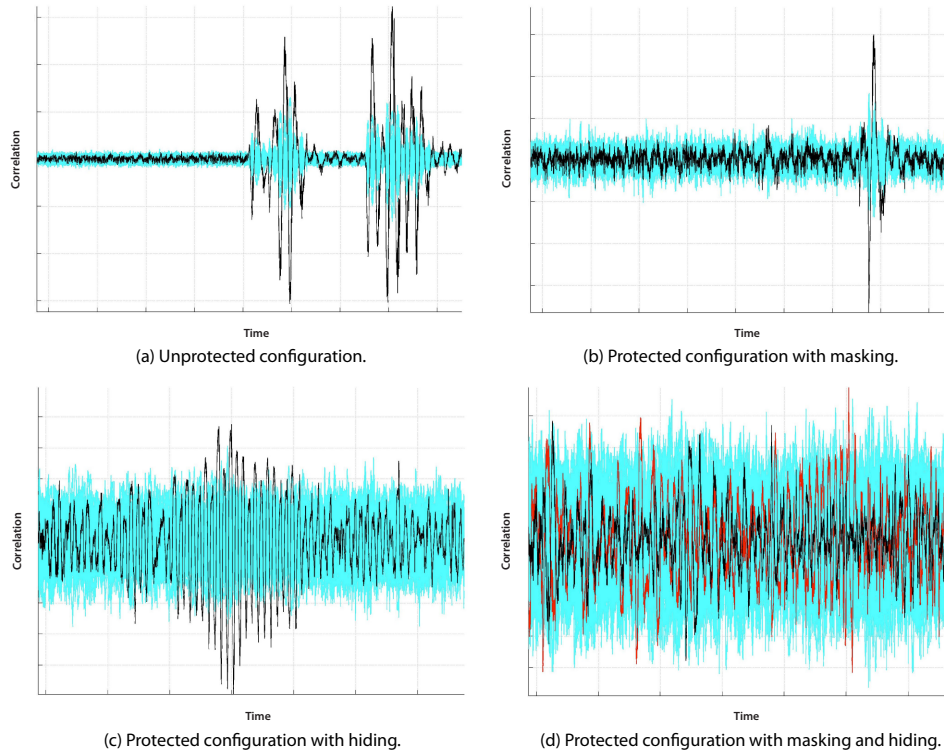 Correlation
Time
(a) Unprotected configuration.
Correlation
Time
(b) Protected configuration with masking.
Correlation
Time
(c) Protected configuration with hiding.
Correlation
Time
(d) Protected configuration with masking and hiding.